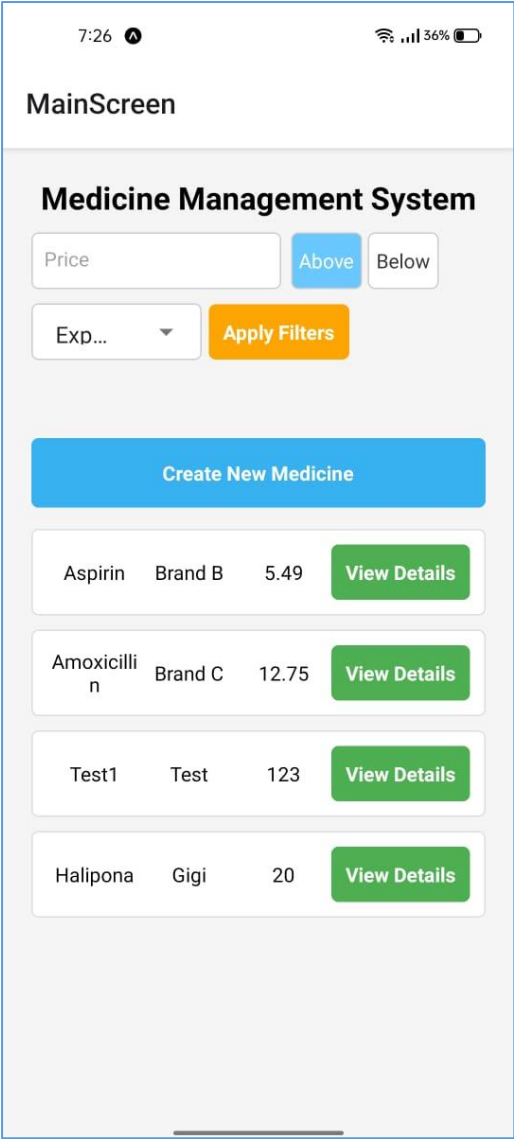 7:26 36%
MainScreen
Medicine Management System
Price Above Below
Exp... Apply Filters
Create New Medicine
Aspirin Brand B 5.49 View Details
Amoxicilli
n Brand C 12.75 View Details
Test1 Test 123 View Details
Halipona Gigi 20 View Details